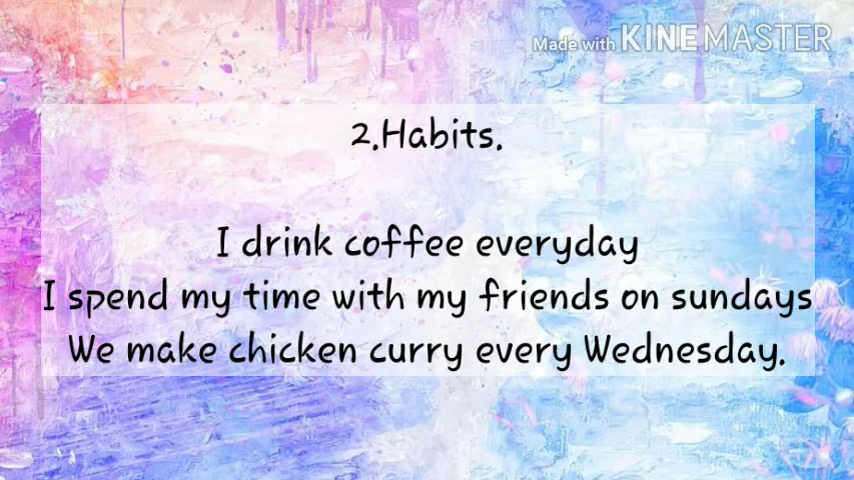 Made with KINEMASTER
2.Habits.
I drink coffee everyday
I spend my time with my friends on sundays
We make chicken curry every Wednesday.